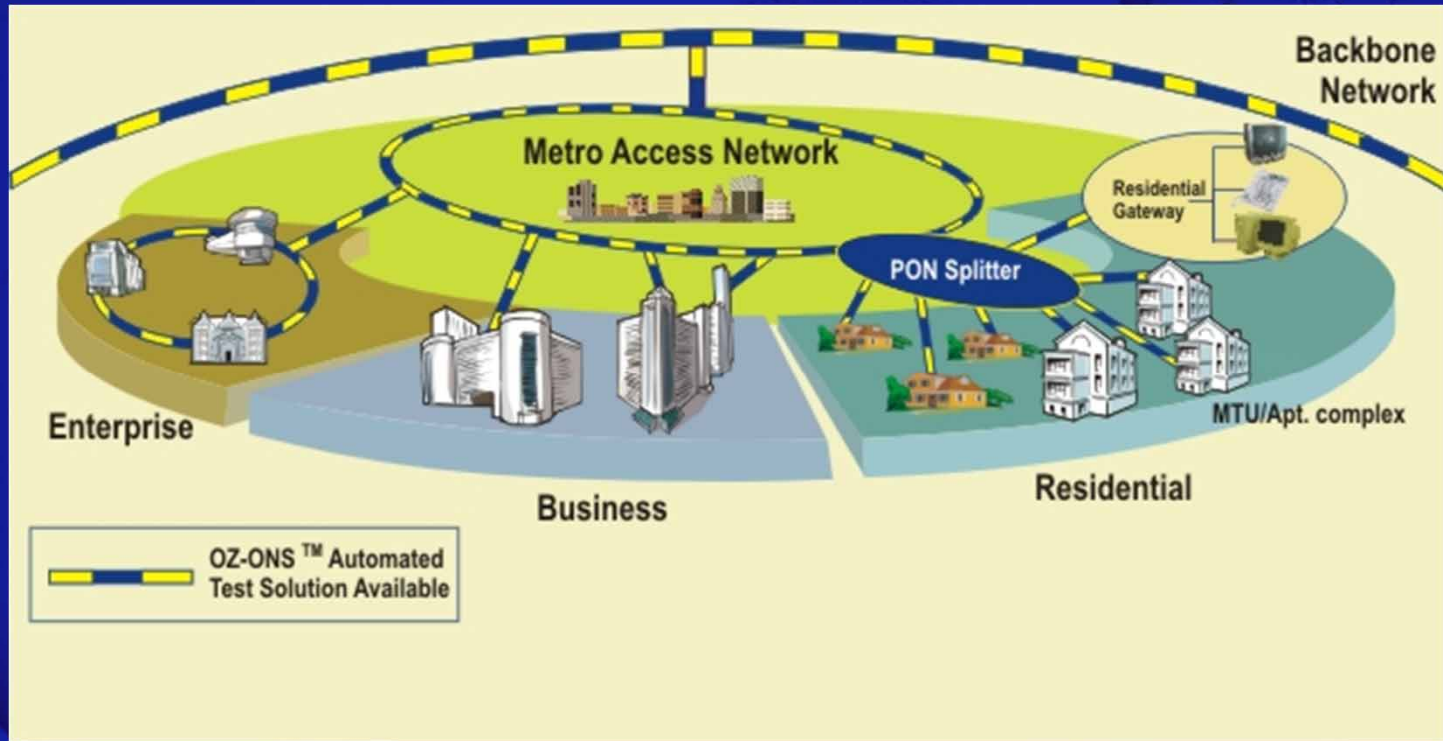 Backbone
Network
Metro Access Network
Residential
Gateway
PON Splitter
MTU/Apt. complex
Enterprise
Business
Residential
OZ-ONS ™ Automated
Test Solution Available